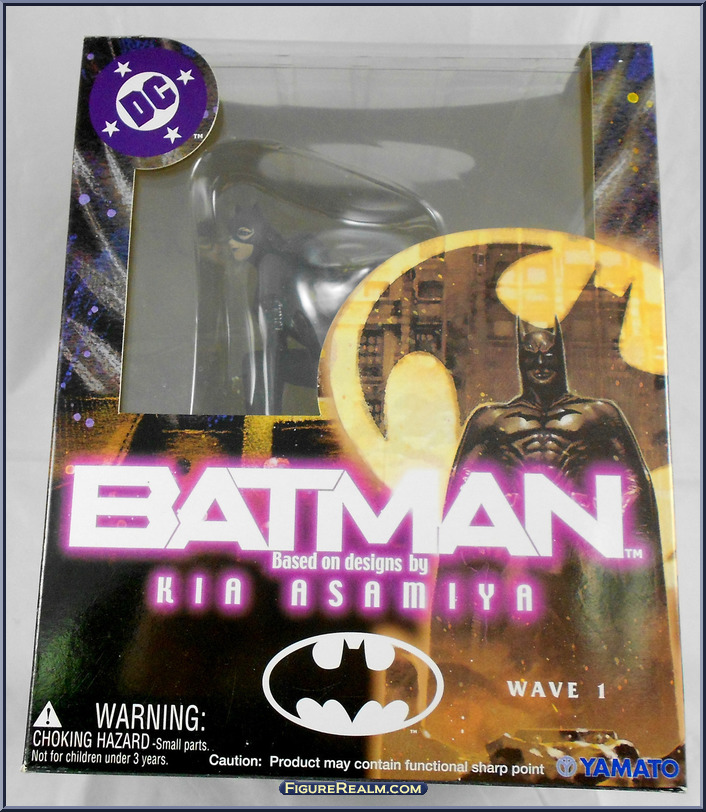 DC
TM
BATMAN TM
Based on designs by
KIA ASAMIYA
WAVE 1
TM
WARNING:
CHOKING HAZARD -Small parts.
Not for children under 3 years.
Caution: Product may contain functional sharp point
YAMATO
FIGUREREALM.COM